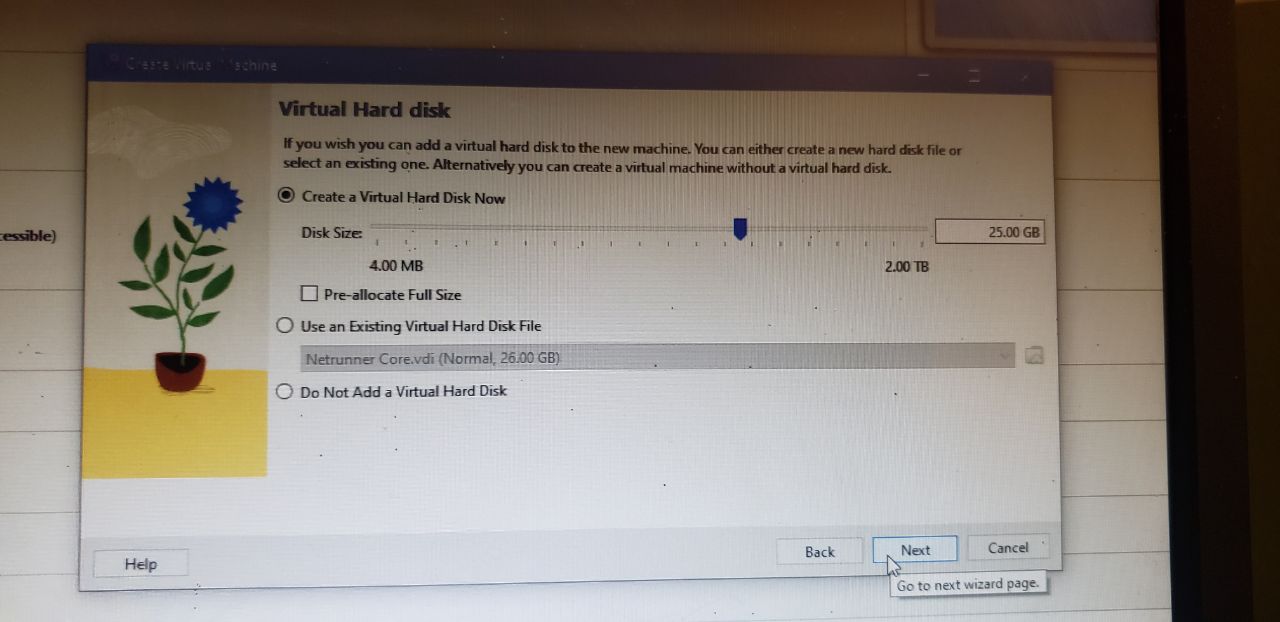 Create Virtual Machine
Virtual Hard disk
If you wish you can add a virtual hard disk to the new machine. You can either create a new hard disk file or
select an existing one. Alternatively you can create a virtual machine without a virtual hard disk.
Create a Virtual Hard Disk Now
essible)
Disk Size:
25.00 GB
4.00 MB
2.00 TB
Pre-allocate Full Size
Use an Existing Virtual Hard Disk File
Netrunner Core.vdi (Normal, 26.00 GB)
Do Not Add a Virtual Hard Disk
Help
Back
Next
Cancel
Go to next wizard page.